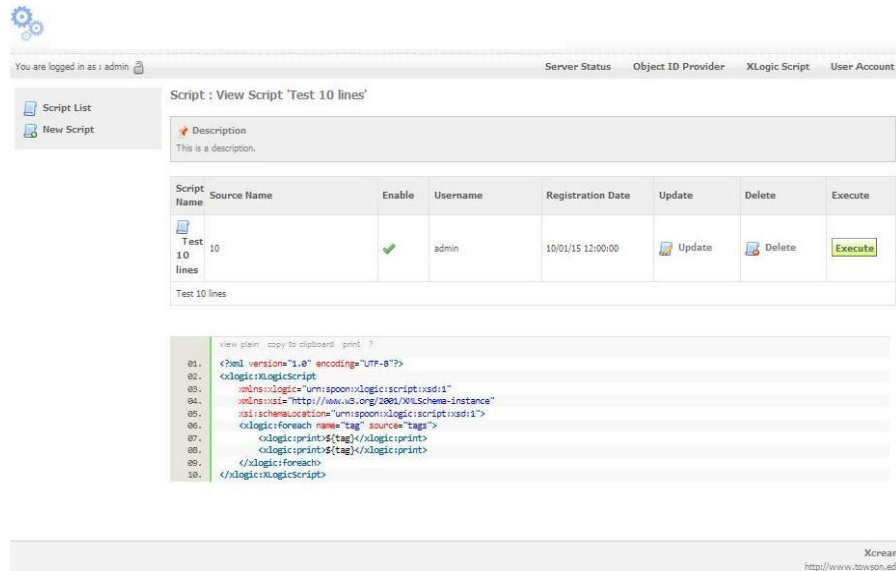 You are logged in as : admin
Server Status Object ID Provider XLogic Script User Account
Script List
New Script
Script : View Script 'Test 10 lines'
Description
This is a description.
Script Name Source Name Enable Username Registration Date Update Delete Execute
Test 10 lines 10 admin 10/01/15 12:00:00 Update Delete Execute
Test 10 lines
view plain copy to clipboard print ?
01. <?xml version="1.0" encoding="UTF-8"?>
02. <xlogic:XLogicScript
03. xmlns:xlogic="urn:spoon:xlogic:script:xsd:1"
04. xmlns:xsi="http://www.w3.org/2001/XMLSchema-instance"
05. xsi:schemaLocation="urn:spoon:xlogic:script:xsd:1">
06. <xlogic:foreach name="tag" source="tags">
07. <xlogic:print>${tag}</xlogic:print>
08. <xlogic:print>${tag}</xlogic:print>
09. </xlogic:foreach>
10. </xlogic:XLogicScript>
Xcrear
http://www.towson.ed